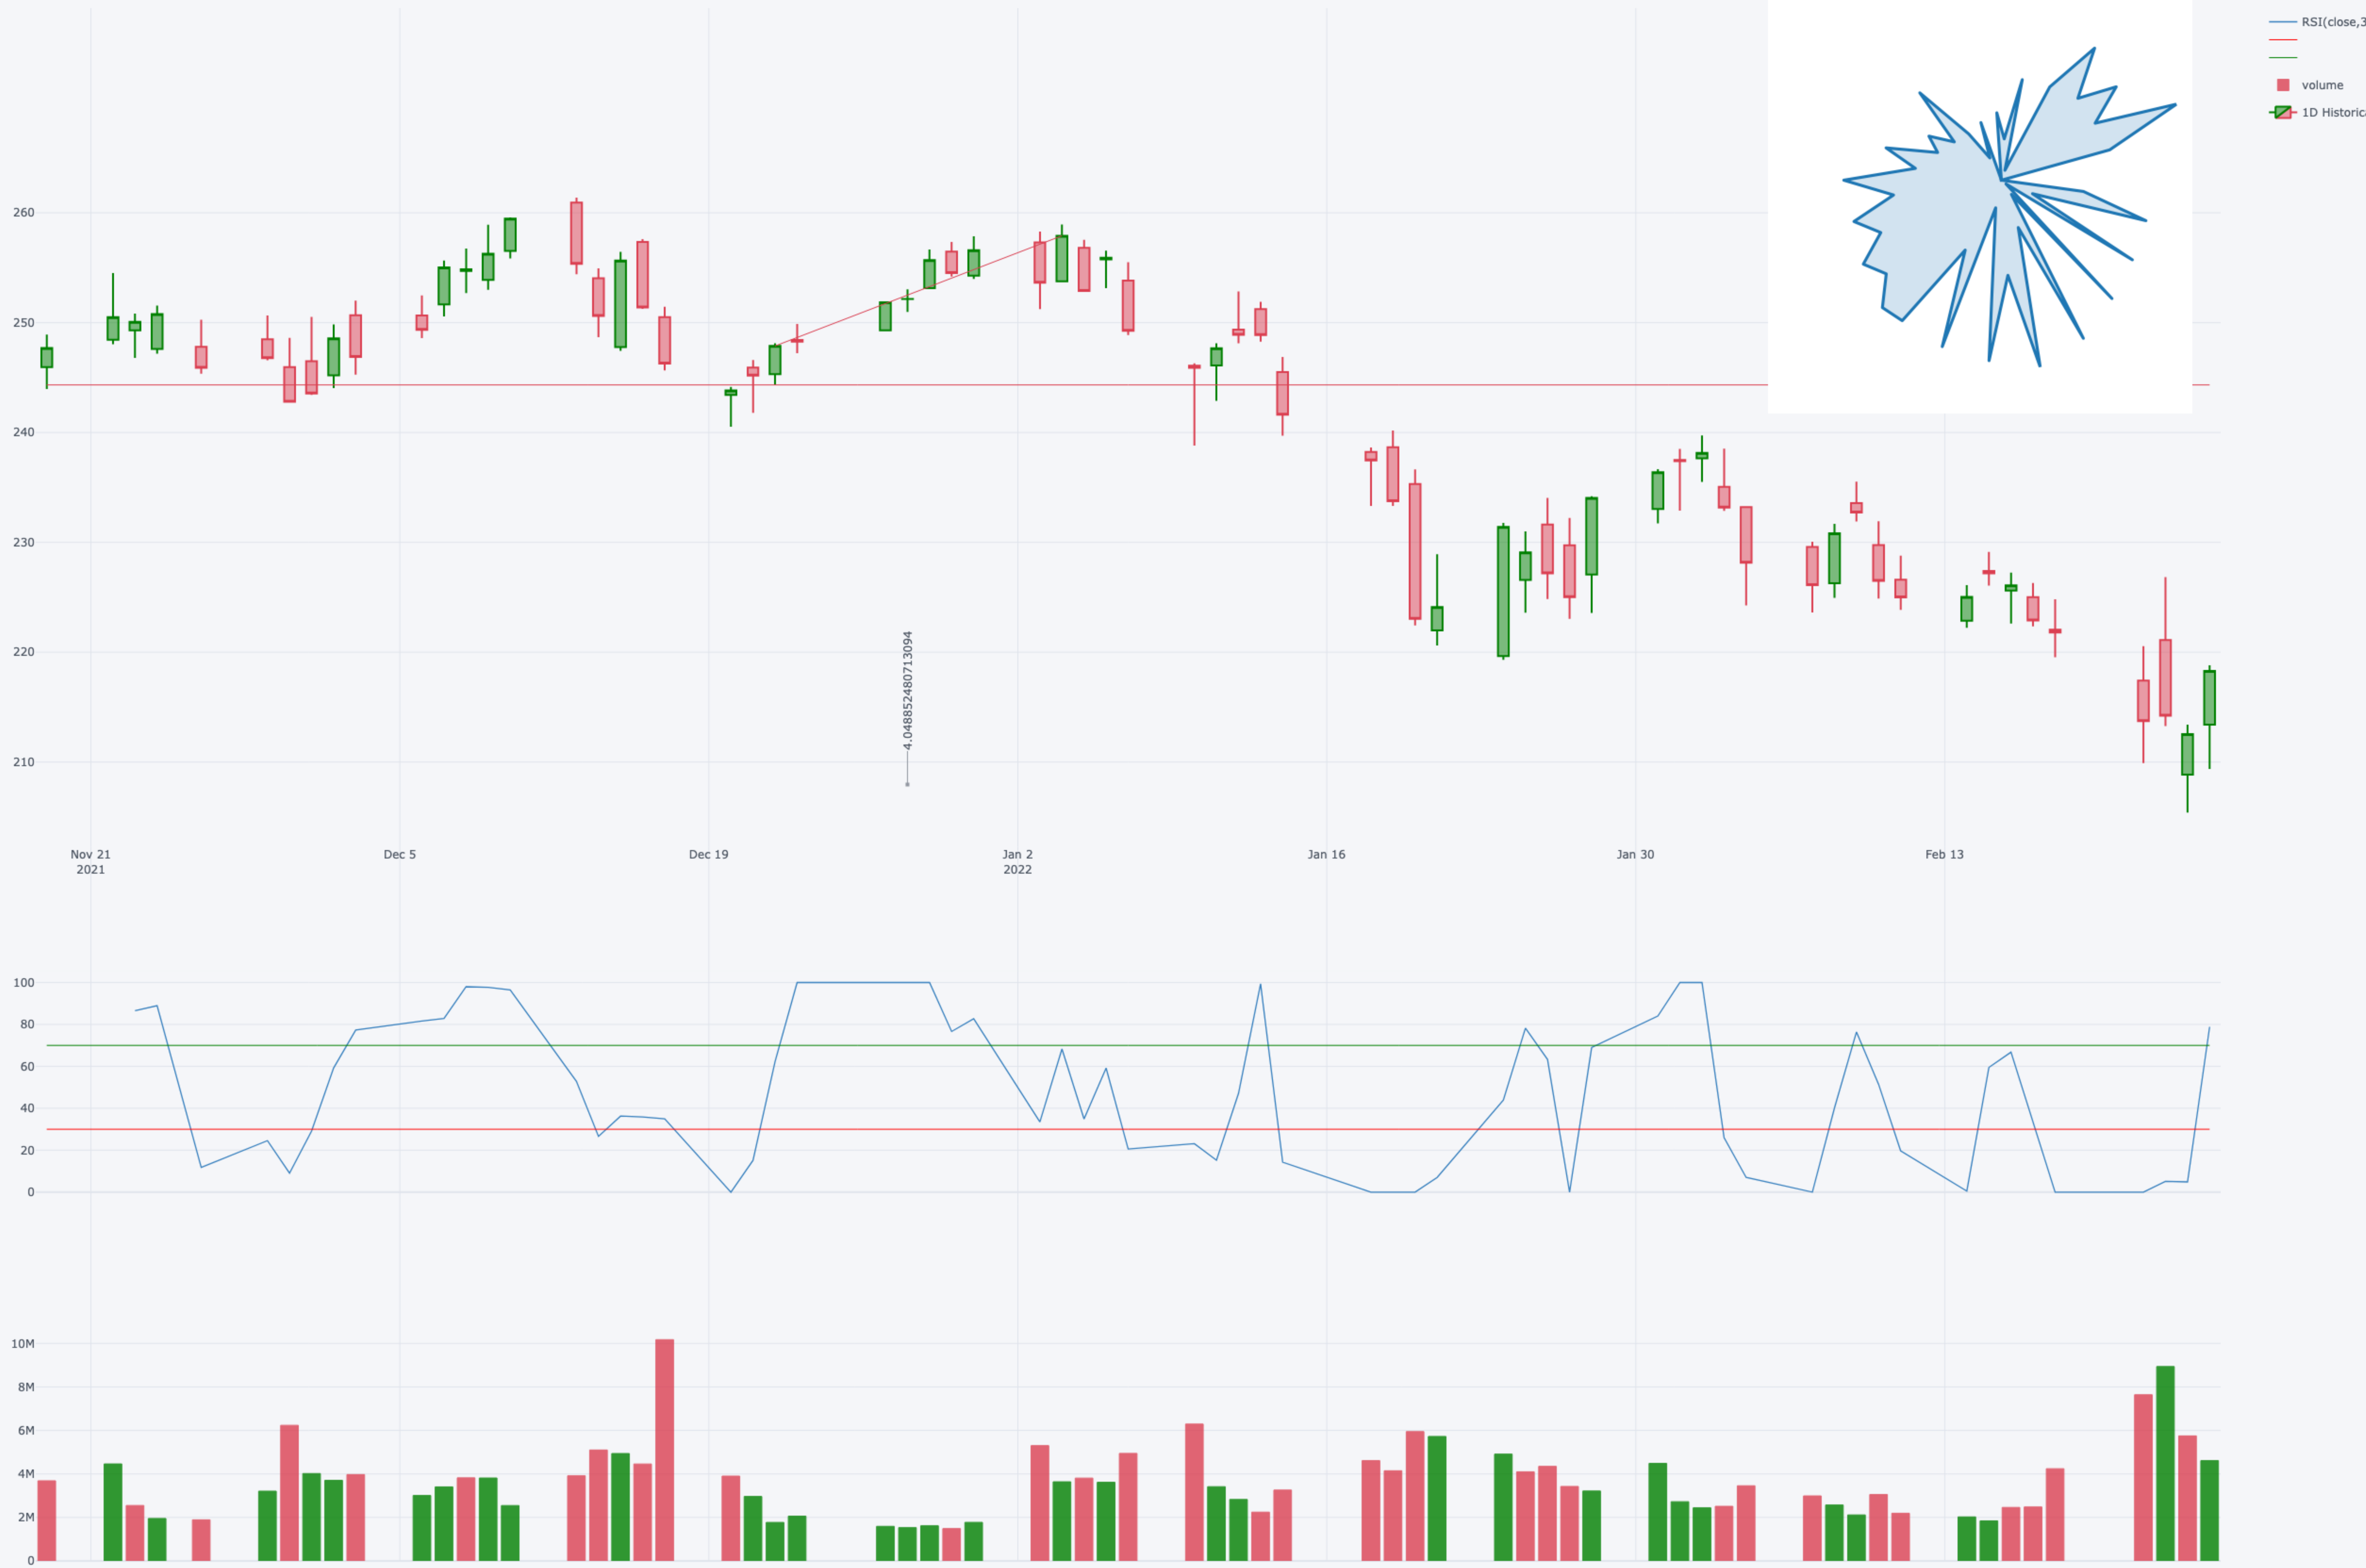 RSI(close,3
volume
1D Historica
260
250
240
230
220
210
4.048852480713094
Nov 21
2021
Dec 5
Dec 19
Jan 2
2022
Jan 16
Jan 30
Feb 13
100
80
60
40
20
0
10M
8M
6M
4M
2M
0